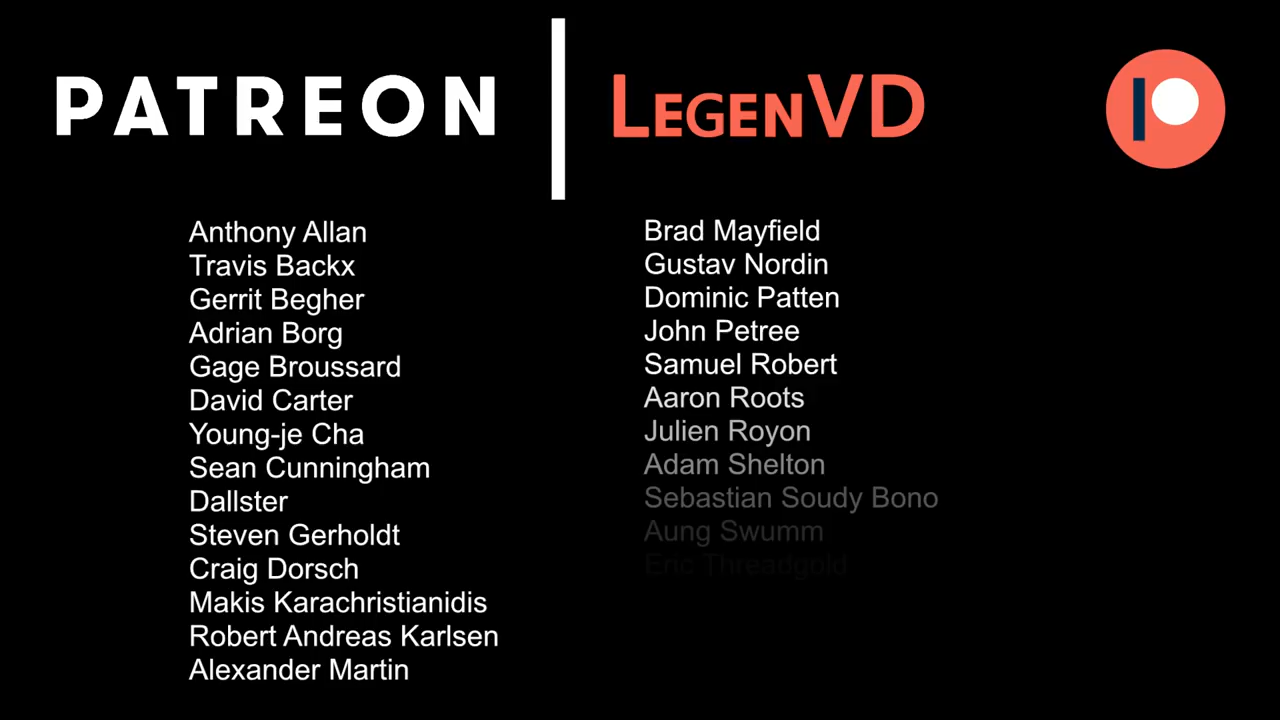 PATREON
LEGENVD
Anthony Allan
Travis Backx
Gerrit Begher
Adrian Borg
Gage Broussard
David Carter
Young-je Cha
Sean Cunningham
Dallster
Steven Gerholdt
Craig Dorsch
Makis Karachristianidis
Robert Andreas Karlsen
Alexander Martin
Brad Mayfield
Gustav Nordin
Dominic Patten
John Petree
Samuel Robert
Aaron Roots
Julien Royon
Adam Shelton
Sebastian Soudy Bono
Aung Swumm
Eric Threadgold